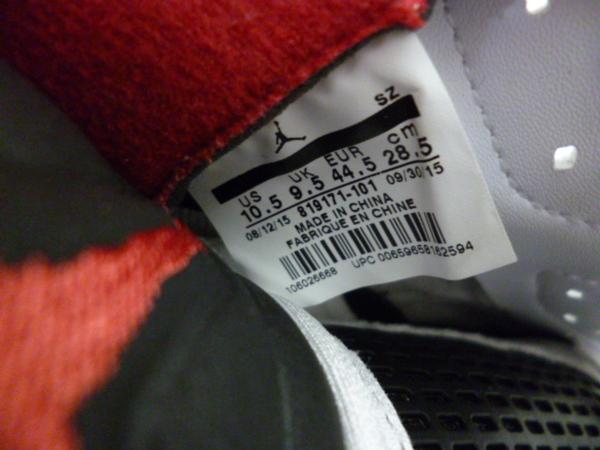 SZ
US UK EUR cm
10.5 9.5 44.5 28.5
08/12/15 819171-101 09/30/15
MADE IN CHINA
FABRIQUE EN CHINE
106026668 UPC 00659658162594